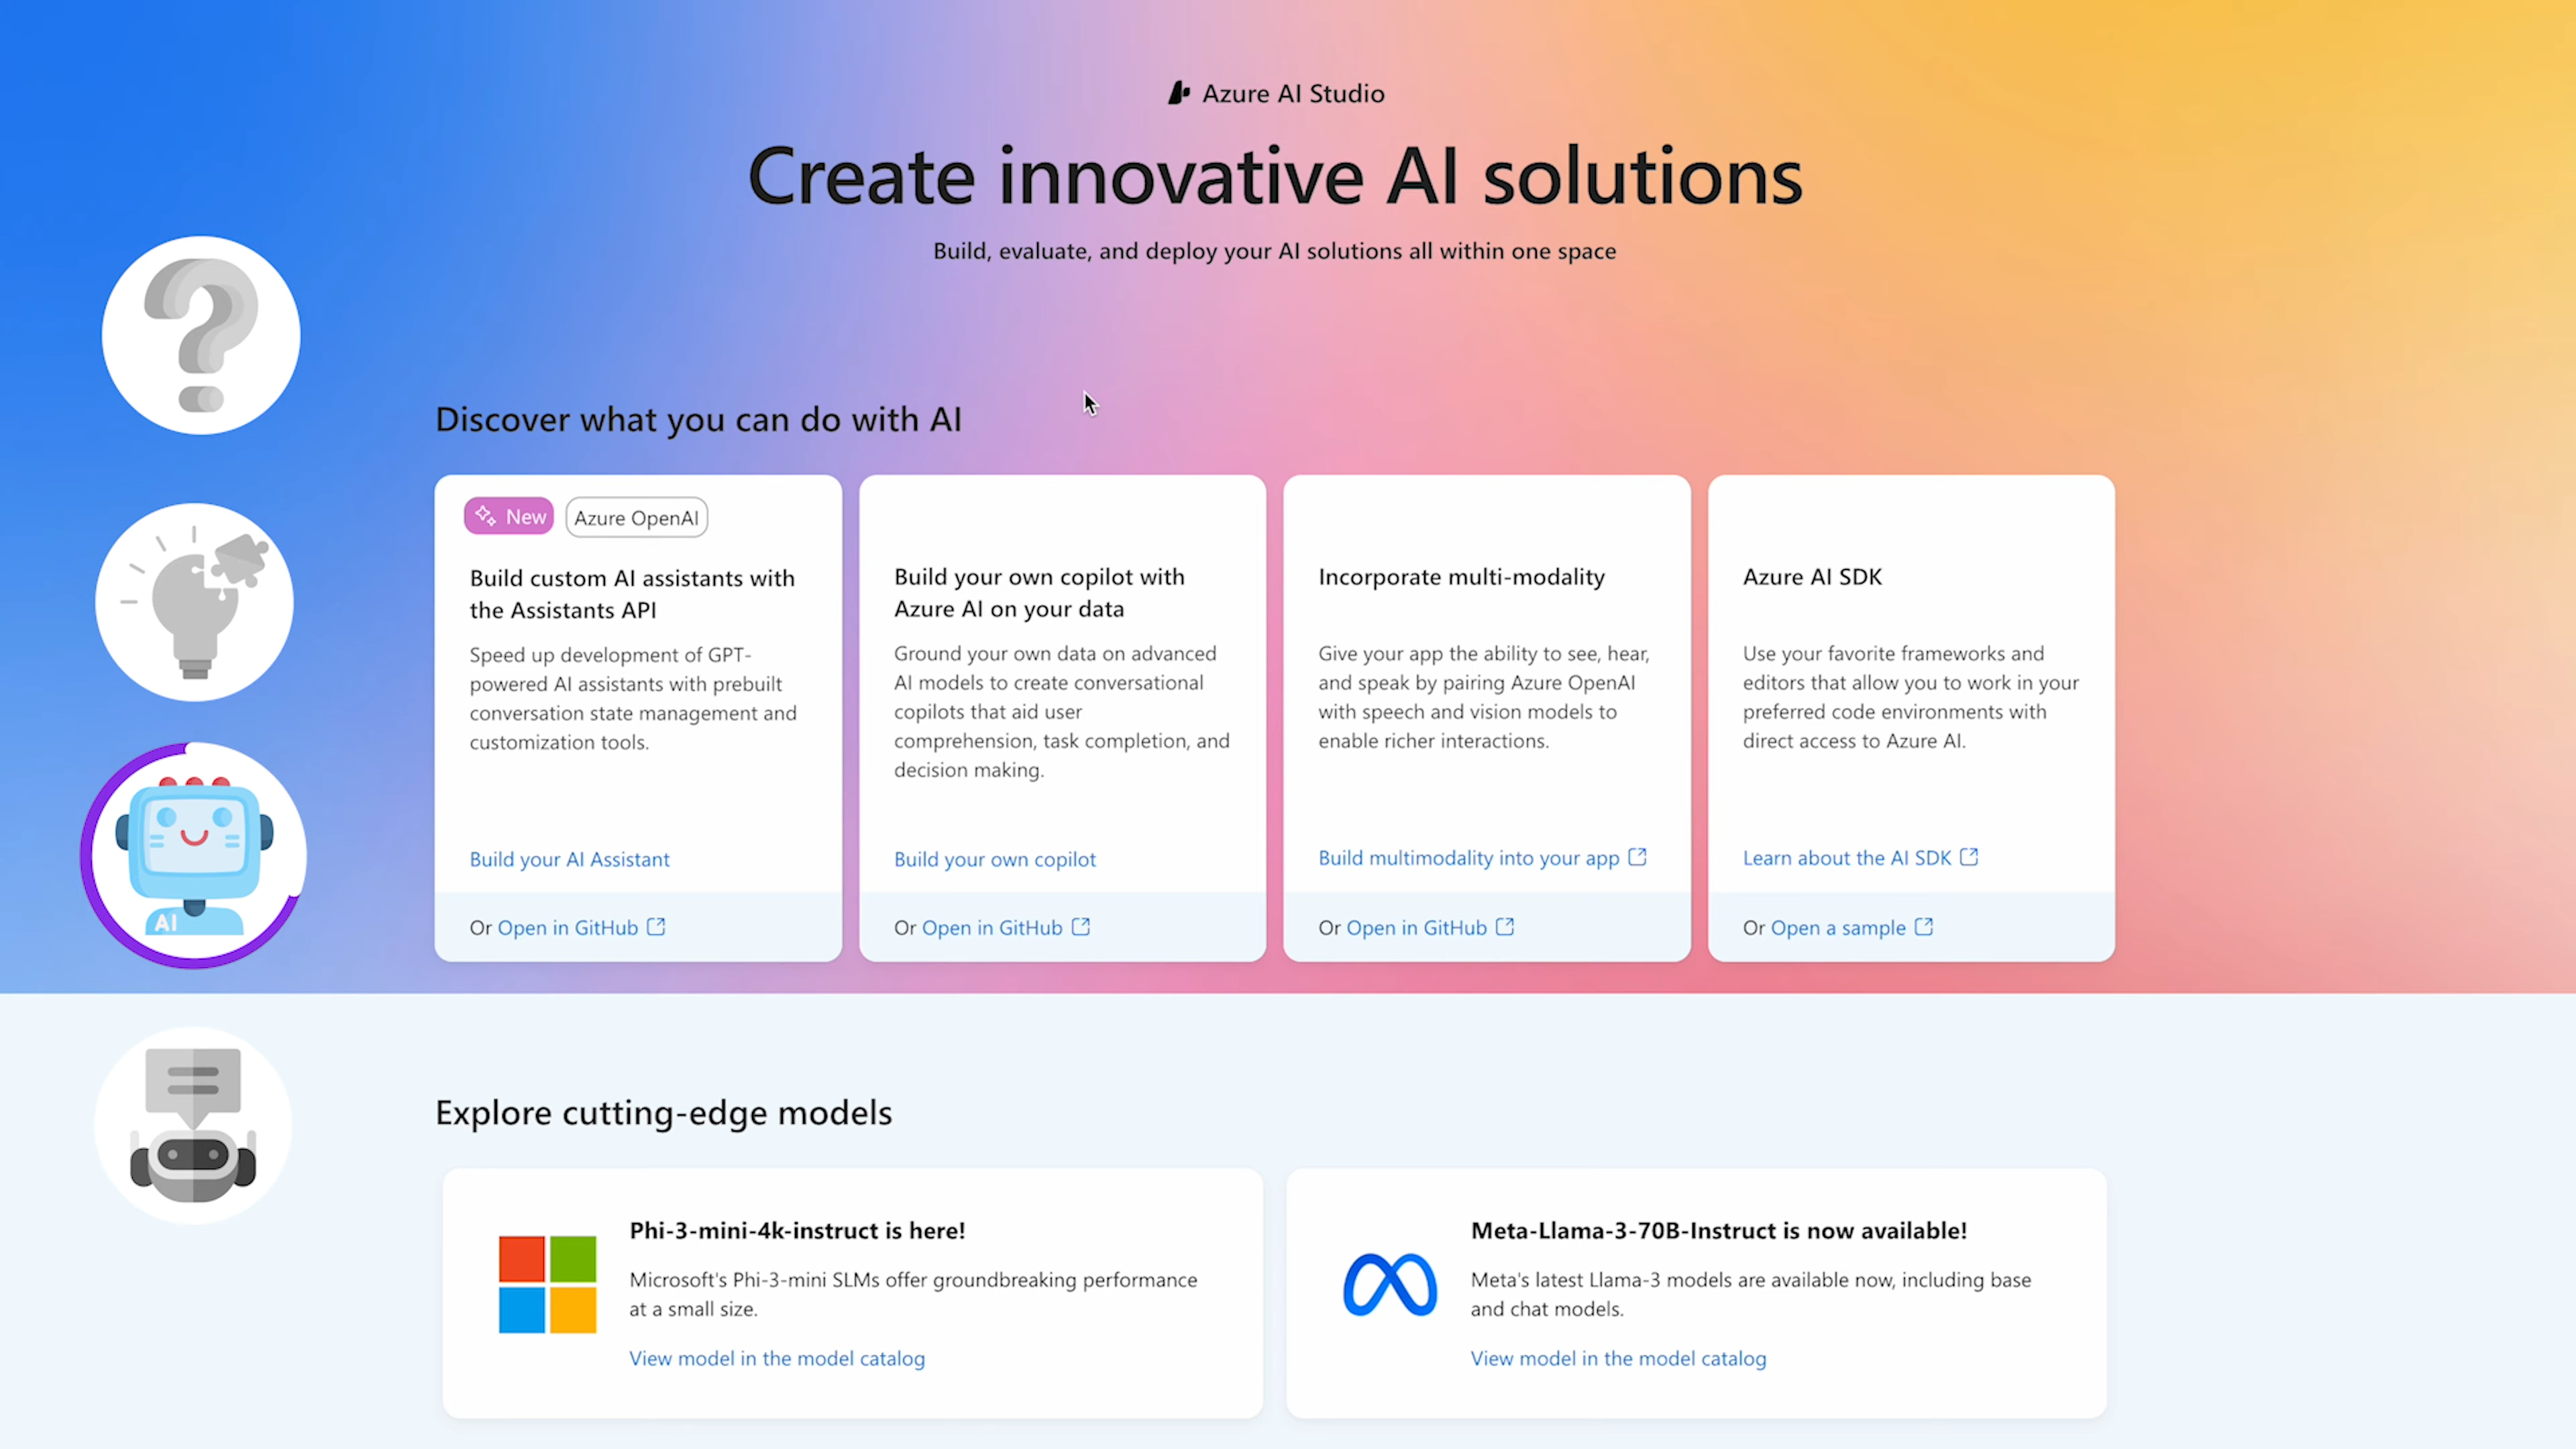 Azure AI Studio
Create innovative AI solutions
Build, evaluate, and deploy your AI solutions all within one space
Discover what you can do with AI
New
Azure OpenAI
Build custom AI assistants with
the Assistants API
Speed up development of GPT-
powered AI assistants with prebuilt
conversation state management and
customization tools.
Build your AI Assistant
Or Open in GitHub
Build your own copilot with
Azure AI on your data
Ground your own data on advanced
AI models to create conversational
copilots that aid user
comprehension, task completion, and
decision making.
Build your own copilot
Or Open in GitHub
Incorporate multi-modality
Give your app the ability to see, hear,
and speak by pairing Azure OpenAI
with speech and vision models to
enable richer interactions.
Build multimodality into your app
Or Open in GitHub
Azure AI SDK
Use your favorite frameworks and
editors that allow you to work in your
preferred code environments with
direct access to Azure AI.
Learn about the AI SDK
Or Open a sample
?
AI
Explore cutting-edge models
Phi-3-mini-4k-instruct is here!
Microsoft's Phi-3-mini SLMs offer groundbreaking performance
at a small size.
View model in the model catalog
Meta-Llama-3-70B-Instruct is now available!
Meta's latest Llama-3 models are available now, including base
and chat models.
View model in the model catalog